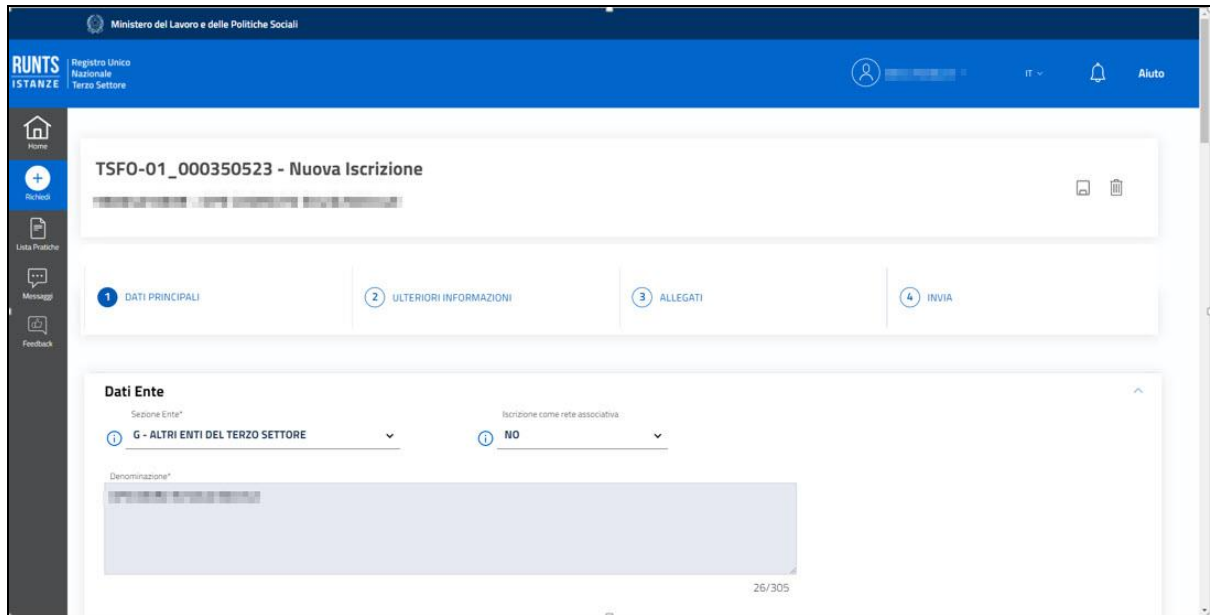 Ministero del Lavoro e delle Politiche Sociali
RUNTS
ISTANZE
Registro Unico
Nazionale
Terzo Settore
IT
Aiuto
Home
Richiedi
Lista Pratiche
Messaggi
Feedback
TSFO-01_000350523 - Nuova Iscrizione
1 DATI PRINCIPALI
2 ULTERIORI INFORMAZIONI
3 ALLEGATI
4 INVIA
Dati Ente
Sezione Ente*
Iscrizione come rete associativa
G - ALTRI ENTI DEL TERZO SETTORE
NO
Denominazione*
26/305